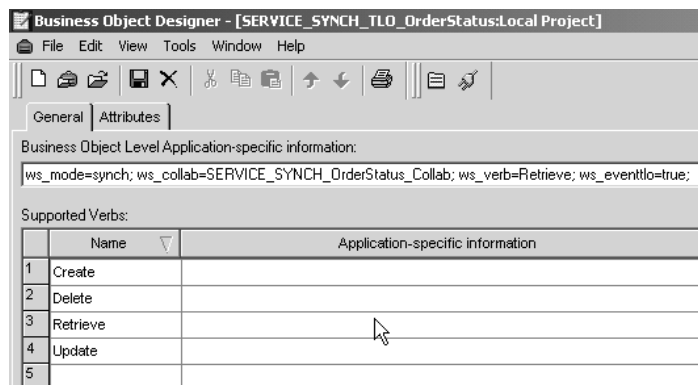 Business Object Designer - [SERVICE_SYNCH_TLO_OrderStatus:Local Project]
File Edit View Tools Window Help
General Attributes
Business Object Level Application-specific information:
ws_mode=synch; ws_collab=SERVICE_SYNCH_OrderStatus_Collab; ws_verb=Retrieve; ws_eventtlo=true;
Supported Verbs:
Name Application-specific information
1 Create
2 Delete
3 Retrieve
4 Update
5